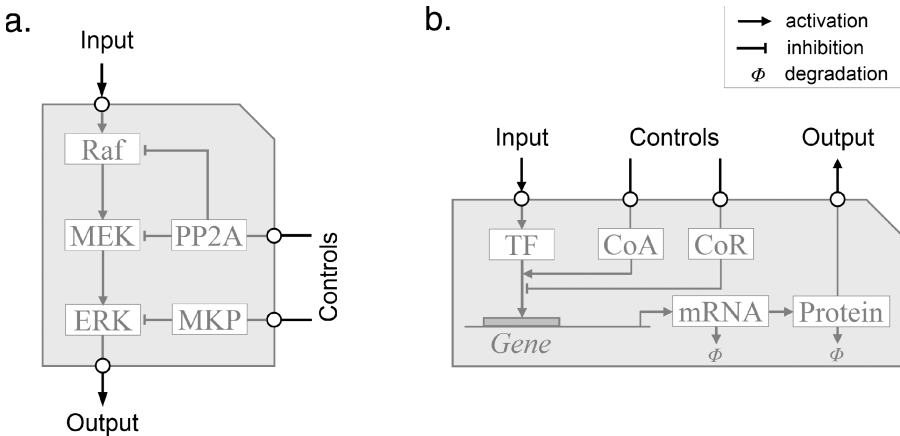 a.
Input
Raf
MEK
PP2A
ERK
MKP
Controls
Output
b.
activation
inhibition
Φ degradation
Input
Controls
Output
TF
CoA
CoR
mRNA
Protein
Gene
Φ
Φ